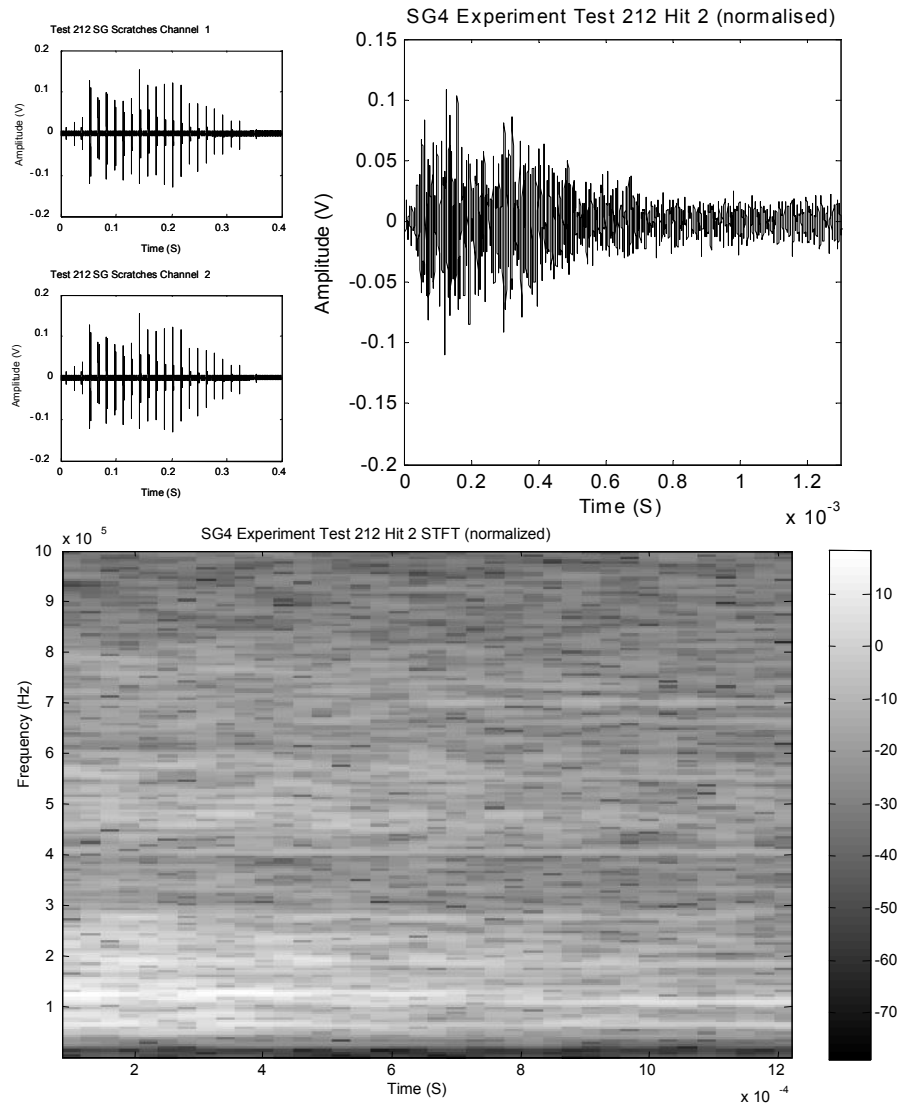 Test 212 SG Scratches Channel 1
0.2
0.1
0
-0.1
-0.2
Amplitude (V)
0 0.1 0.2 0.3 0.4
Time (S)
Test 212 SG Scratches Channel 2
0.2
0.1
0
-0.1
-0.2
Amplitude (V)
0 0.1 0.2 0.3 0.4
Time (S)
SG4 Experiment Test 212 Hit 2 (normalised)
0.15
0.1
0.05
0
-0.05
-0.1
-0.15
-0.2
Amplitude (V)
0 0.2 0.4 0.6 0.8 1 1.2
Time (S)
x 10-3
SG4 Experiment Test 212 Hit 2 STFT (normalized)
x 10 5
10
9
8
7
6
5
4
3
2
1
Frequency (Hz)
2 4 6 8 10 12
Time (S)
x 10 -4
10
0
-10
-20
-30
-40
-50
-60
-70